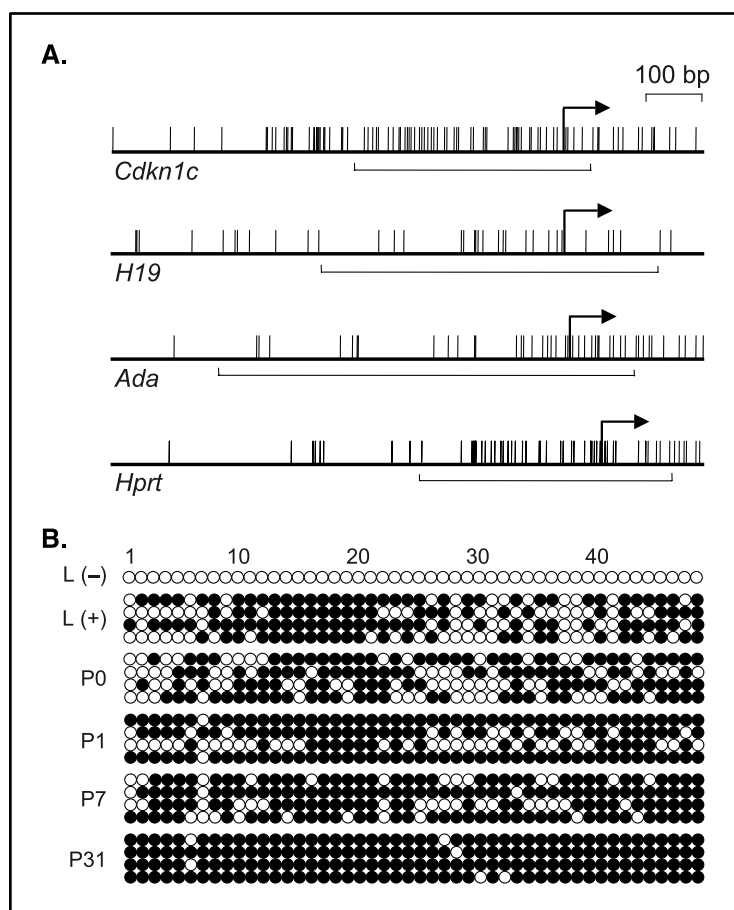 A.
100 bp
Cdkn1c
H19
Ada
Hprt
B.
1 10 20 30 40
L (–)
L (+)
P0
P1
P7
P31